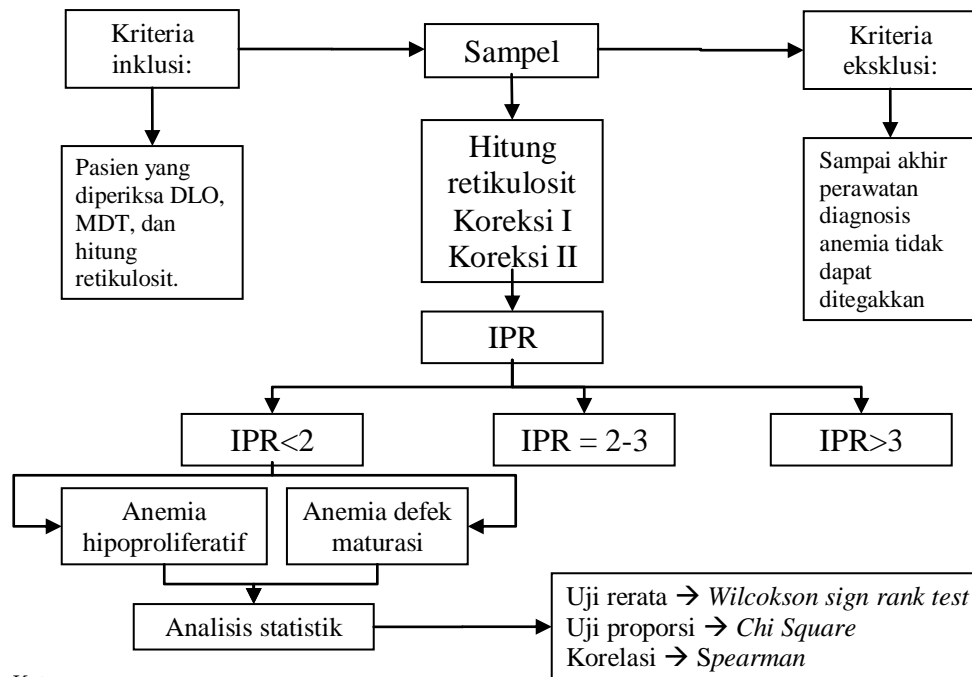 Kriteria
inklusi:
Sampel
Kriteria
eksklusi:
Pasien yang
diperiksa DLO,
MDT, dan
hitung
retikulosit.
Hitung
retikulosit
Koreksi I
Koreksi II
Sampai akhir
perawatan
diagnosis
anemia tidak
dapat
ditegakkan
IPR
IPR<2
IPR = 2-3
IPR>3
Anemia
hipoproliferatif
Anemia defek
maturasi
Analisis statistik
Uji rerata → Wilcokson sign rank test
Uji proporsi → Chi Square
Korelasi → Spearman